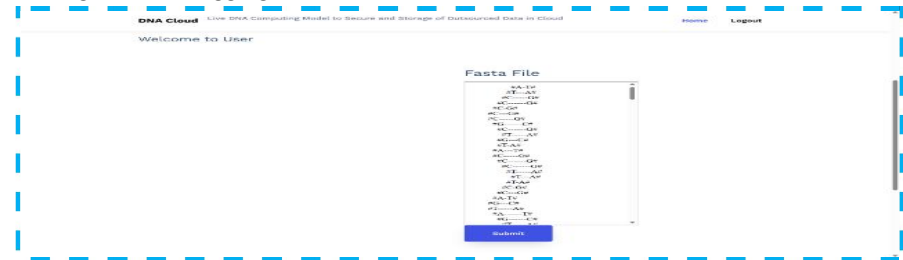 DNA Cloud Live DNA Computing Model to Secure and Storage of Outsourced Data in Cloud Home Logout
Welcome to User
Fasta File
#A-T#
#T---A#
#C-----G#
#C------G#
#C-G#
#C---G#
#C-----G#
#G------C#
#C------G#
#T-----A#
#G---C#
#T-A#
#A---T#
#C-----G#
#C------G#
#C-----G#
#T-----A#
#T---A#
#T-A#
#C-G#
#C---G#
#A-T#
#G---C#
#T-----A#
#A------T#
#G------C#
Submit